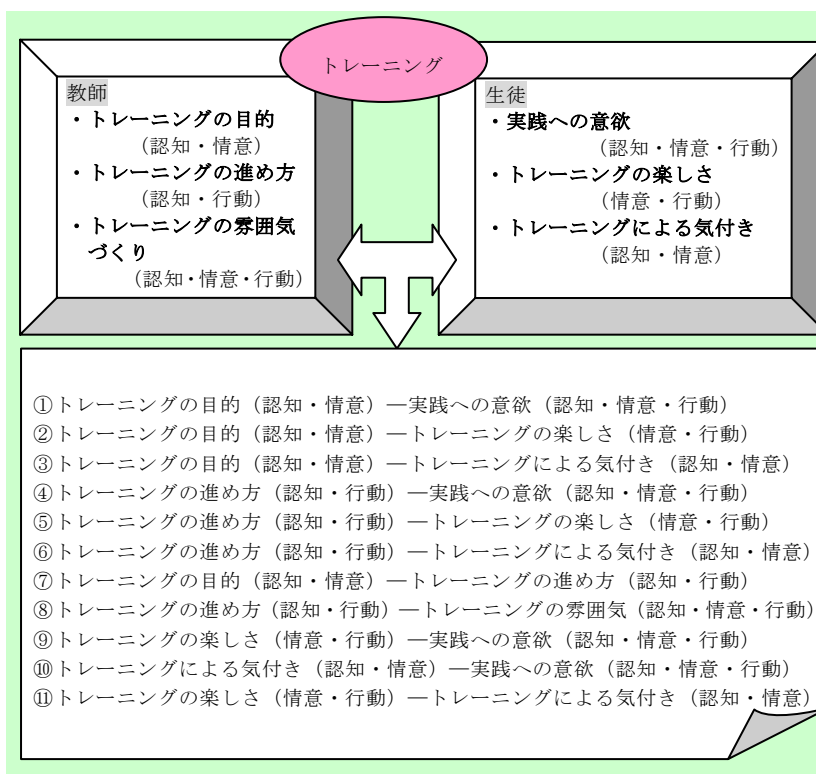 トレーニング
教師
・トレーニングの目的
(認知・情意)
・トレーニングの進め方
(認知・行動)
・トレーニングの雰囲気
づくり
(認知・情意・行動)
生徒
・実践への意欲
(認知・情意・行動)
・トレーニングの楽しさ
(情意・行動)
・トレーニングによる気付き
(認知・情意)
①トレーニングの目的(認知・情意)―実践への意欲(認知・情意・行動)
②トレーニングの目的(認知・情意)―トレーニングの楽しさ(情意・行動)
③トレーニングの目的(認知・情意)―トレーニングによる気付き(認知・情意)
④トレーニングの進め方(認知・行動)―実践への意欲(認知・情意・行動)
⑤トレーニングの進め方(認知・行動)―トレーニングの楽しさ(情意・行動)
⑥トレーニングの進め方(認知・行動)―トレーニングによる気付き(認知・情意)
⑦トレーニングの目的(認知・情意)―トレーニングの進め方(認知・行動)
⑧トレーニングの進め方(認知・行動)―トレーニングの雰囲気(認知・情意・行動)
⑨トレーニングの楽しさ(情意・行動)―実践への意欲(認知・情意・行動)
⑩トレーニングによる気付き(認知・情意)―実践への意欲(認知・情意・行動)
⑪トレーニングの楽しさ(情意・行動)―トレーニングによる気付き(認知・情意)